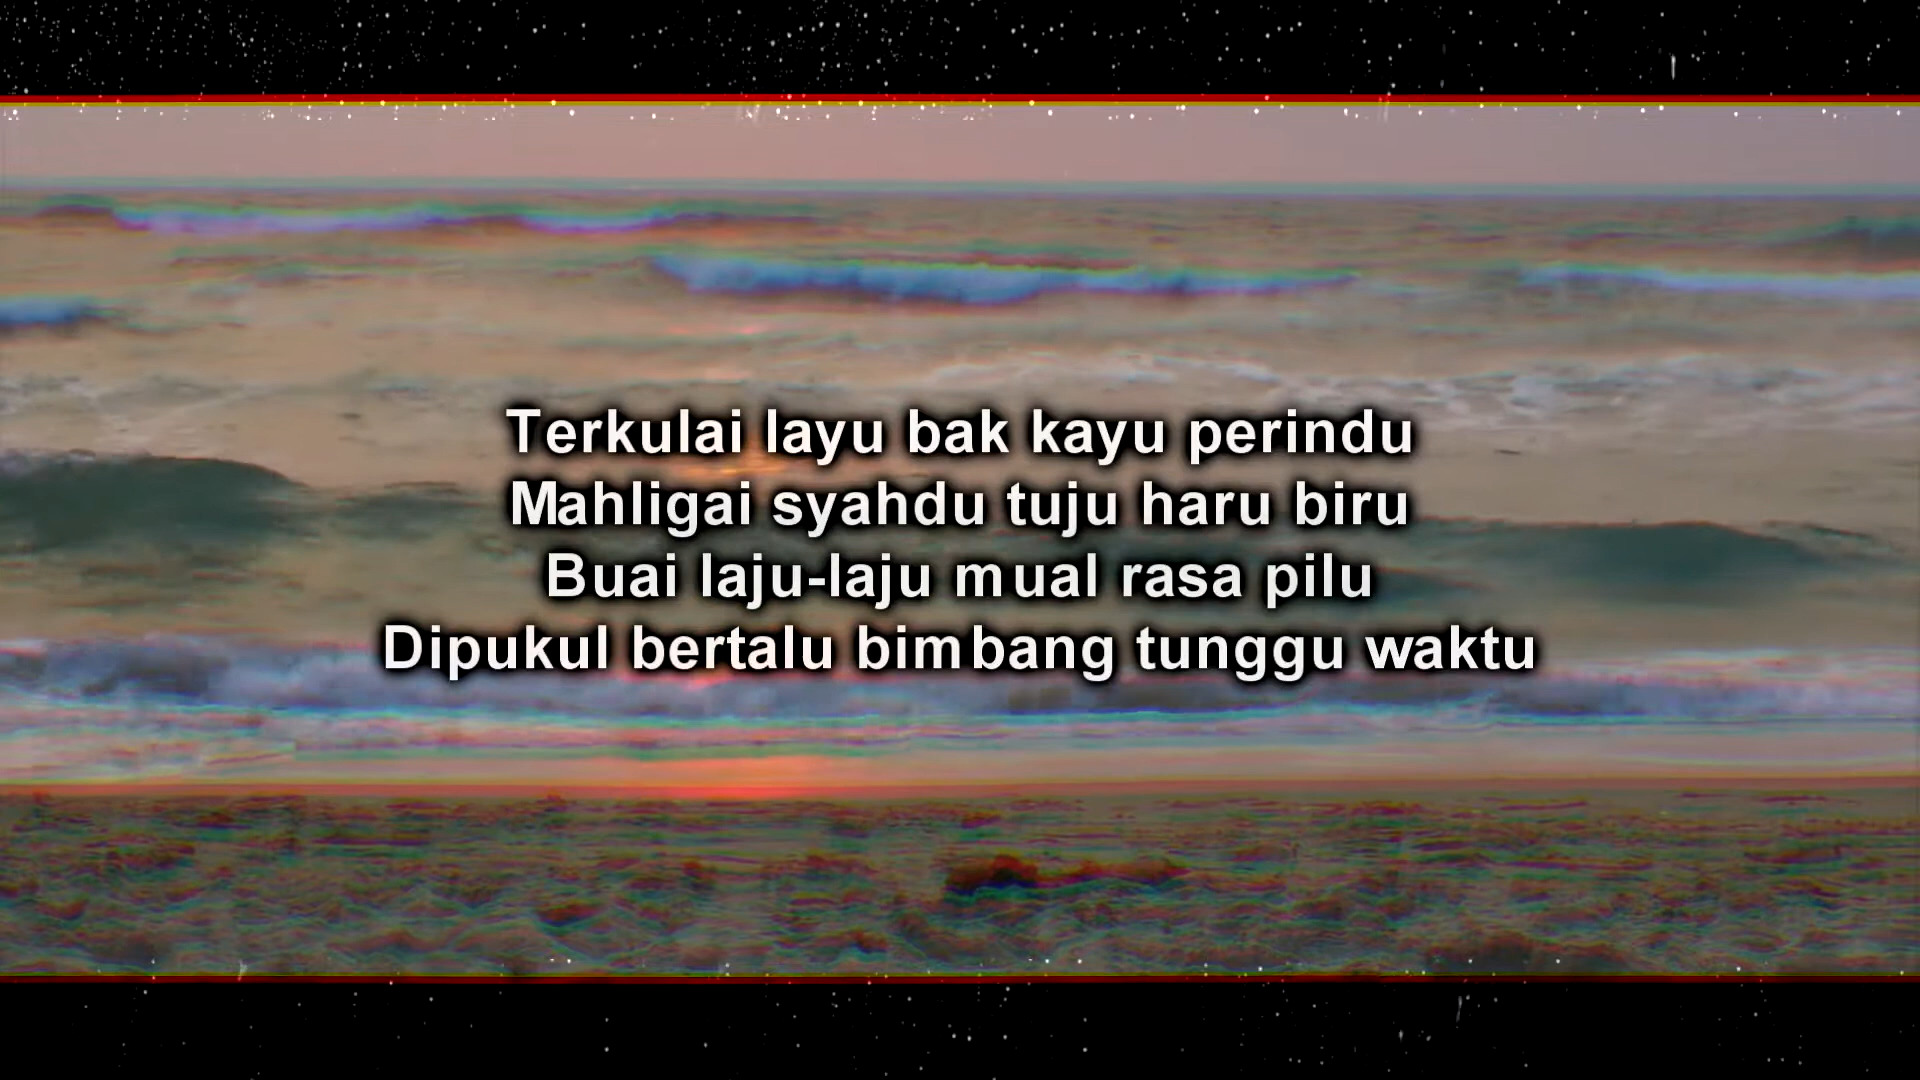 Terkulai layu bak kayu perindu
Mahligai syahdu tuju haru biru
Buai laju-laju mual rasa pilu
Dipukul bertalu bimbang tunggu waktu